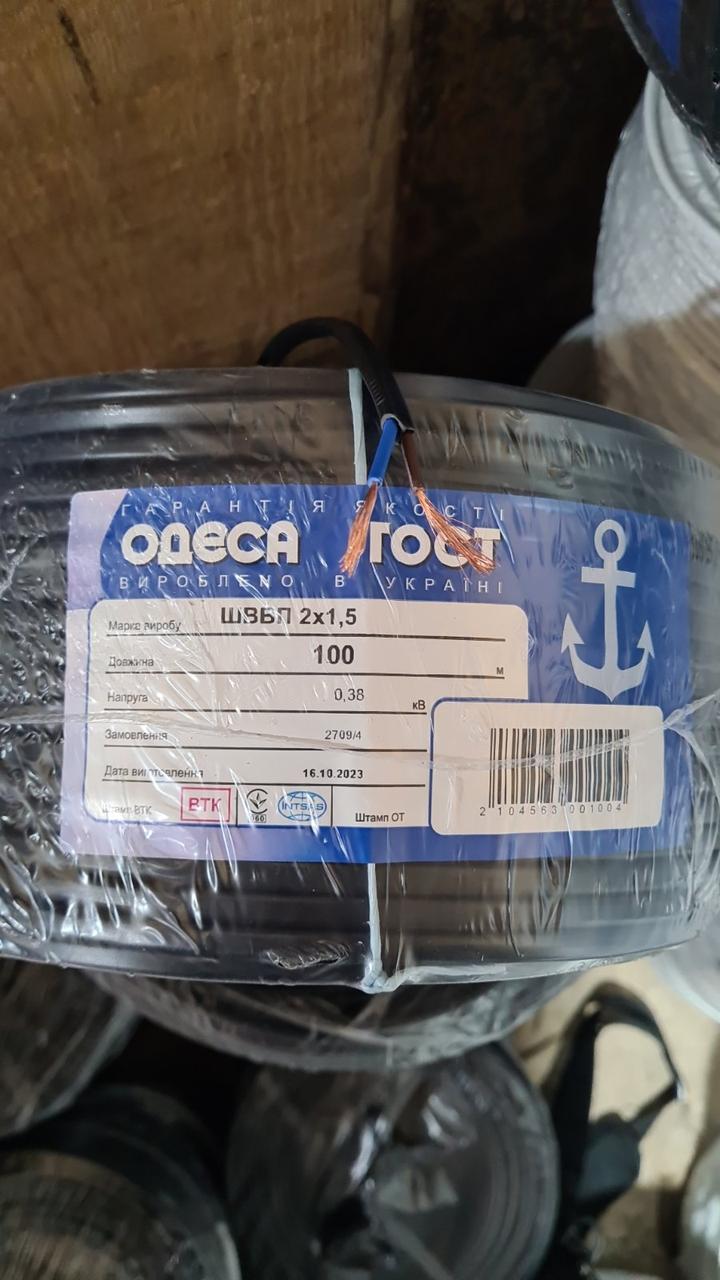 ГАРАНТІЯ ЯКОСТІ
ОДЕСА ГОСТ
ВИРОБЛЕНО В УКРАЇНІ
Марка виробу ШВВП 2х1,5
Довжина 100 м
Напруга 0,38 кВ
Замовлення 2709/4
Дата виготовлення 16.10.2023
Штамп ВТК ВТК INTSAS Штамп ОТ
2 104563 001004